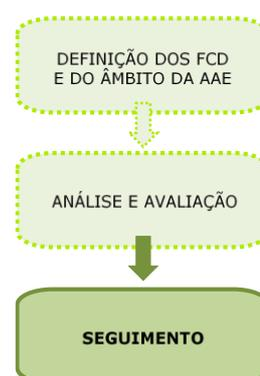 DEFINIÇÃO DOS FCD
E DO ÂMBITO DA AAE
ANÁLISE E AVALIAÇÃO
SEGUIMENTO